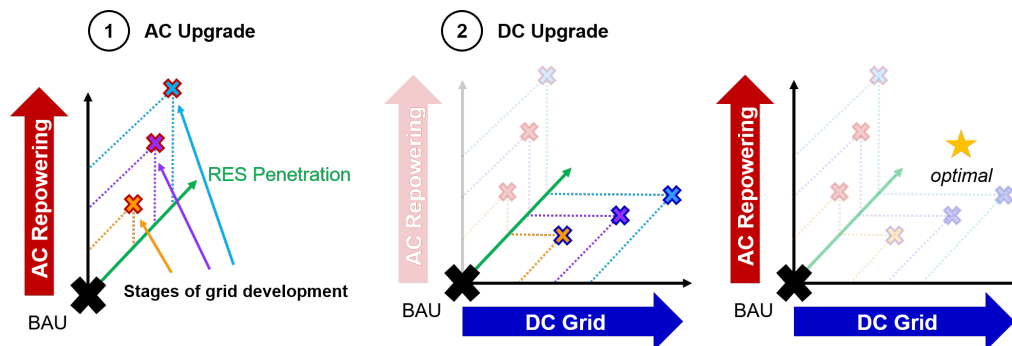 1 AC Upgrade
2 DC Upgrade
AC Repowering
RES Penetration
Stages of grid development
BAU
AC Repowering
BAU
DC Grid
AC Repowering
optimal
BAU
DC Grid